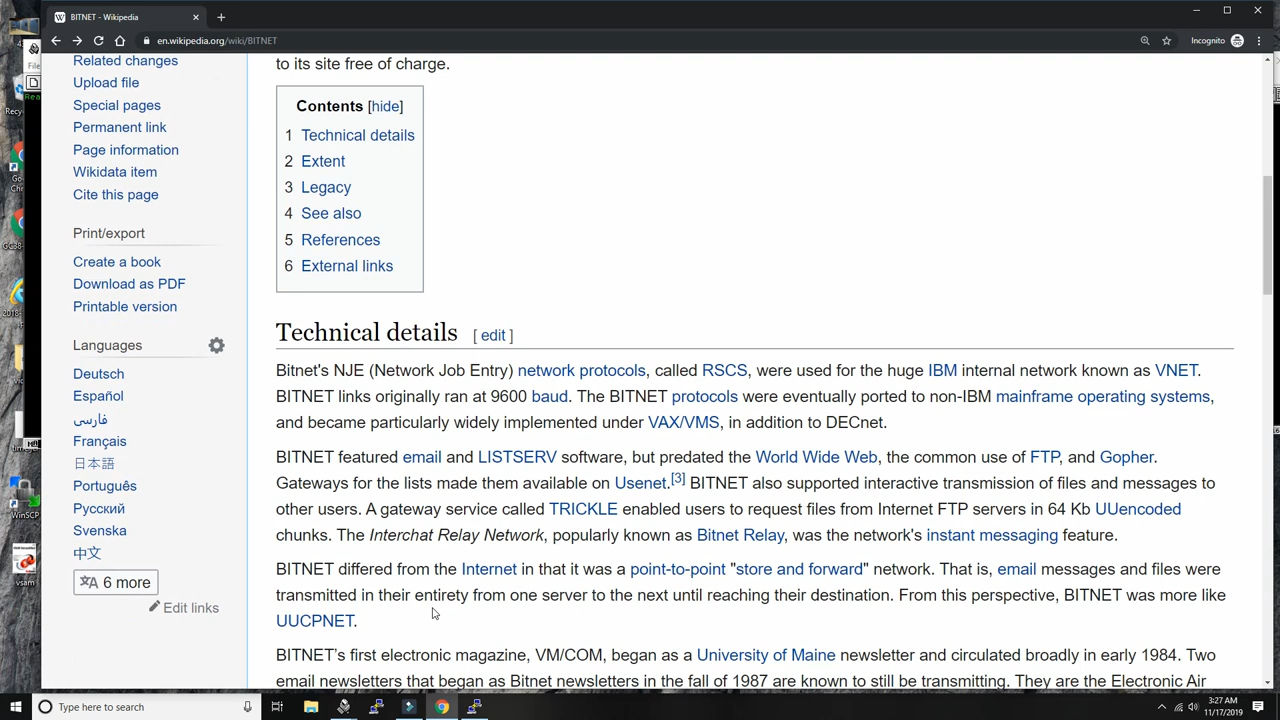 BITNET - Wikipedia
en.wikipedia.org/wiki/BITNET
Incognito
Related changes
Upload file
Special pages
Permanent link
Page information
Wikidata item
Cite this page
Print/export
Create a book
Download as PDF
Printable version
Languages
Deutsch
Español
فارسی
Français
日本語
Português
Русский
Svenska
中文
6 more
Edit links
to its site free of charge.
Contents [hide]
1 Technical details
2 Extent
3 Legacy
4 See also
5 References
6 External links
Technical details [ edit ]
Bitnet's NJE (Network Job Entry) network protocols, called RSCS, were used for the huge IBM internal network known as VNET.
BITNET links originally ran at 9600 baud. The BITNET protocols were eventually ported to non-IBM mainframe operating systems,
and became particularly widely implemented under VAX/VMS, in addition to DECnet.
BITNET featured email and LISTSERV software, but predated the World Wide Web, the common use of FTP, and Gopher.
Gateways for the lists made them available on Usenet.[3] BITNET also supported interactive transmission of files and messages to
other users. A gateway service called TRICKLE enabled users to request files from Internet FTP servers in 64 Kb UUencoded
chunks. The Interchat Relay Network, popularly known as Bitnet Relay, was the network's instant messaging feature.
BITNET differed from the Internet in that it was a point-to-point "store and forward" network. That is, email messages and files were
transmitted in their entirety from one server to the next until reaching their destination. From this perspective, BITNET was more like
UUCPNET.
BITNET's first electronic magazine, VM/COM, began as a University of Maine newsletter and circulated broadly in early 1984. Two
email newsletters that began as Bitnet newsletters in the fall of 1987 are known to still be transmitting. They are the Electronic Air
WinSCP
vsam
Type here to search
3:27 AM
11/17/2019